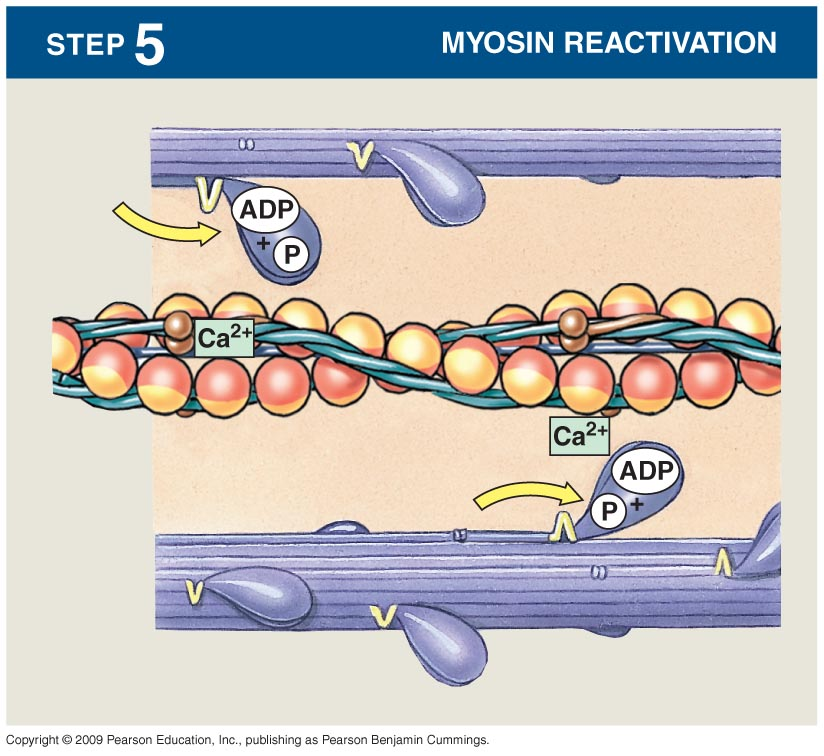 STEP 5
MYOSIN REACTIVATION
ADP
+
P
Ca2+
Ca2+
ADP
P +
Copyright © 2009 Pearson Education, Inc., publishing as Pearson Benjamin Cummings.